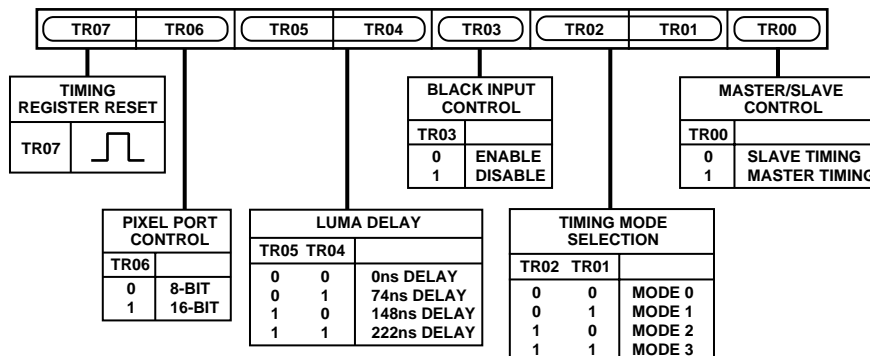 TR07 TR06 TR05 TR04 TR03 TR02 TR01 TR00
TIMING
REGISTER RESET
TR07
BLACK INPUT
CONTROL
TR03
0 ENABLE
1 DISABLE
MASTER/SLAVE
CONTROL
TR00
0 SLAVE TIMING
1 MASTER TIMING
PIXEL PORT
CONTROL
TR06
0 8-BIT
1 16-BIT
LUMA DELAY
TR05 TR04
0 0 0ns DELAY
0 1 74ns DELAY
1 0 148ns DELAY
1 1 222ns DELAY
TIMING MODE
SELECTION
TR02 TR01
0 0 MODE 0
0 1 MODE 1
1 0 MODE 2
1 1 MODE 3